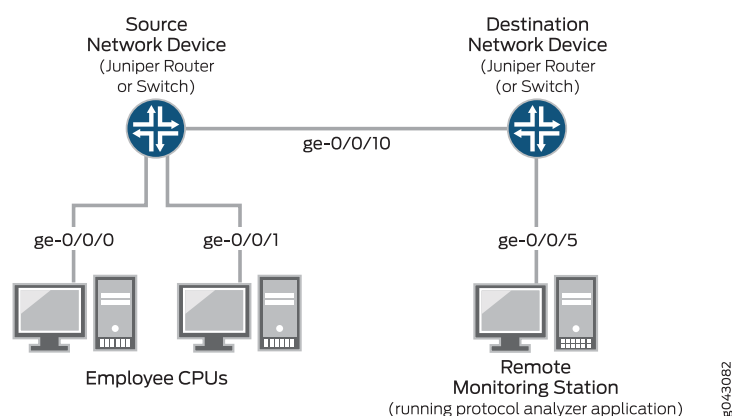 Source
Network Device
(Juniper Router
or Switch)
Destination
Network Device
(Juniper Router
(or Switch)
ge-0/0/10
ge-0/0/0
ge-0/0/1
ge-0/0/5
Employee CPUs
Remote
Monitoring Station
(running protocol analyzer application)
g043082